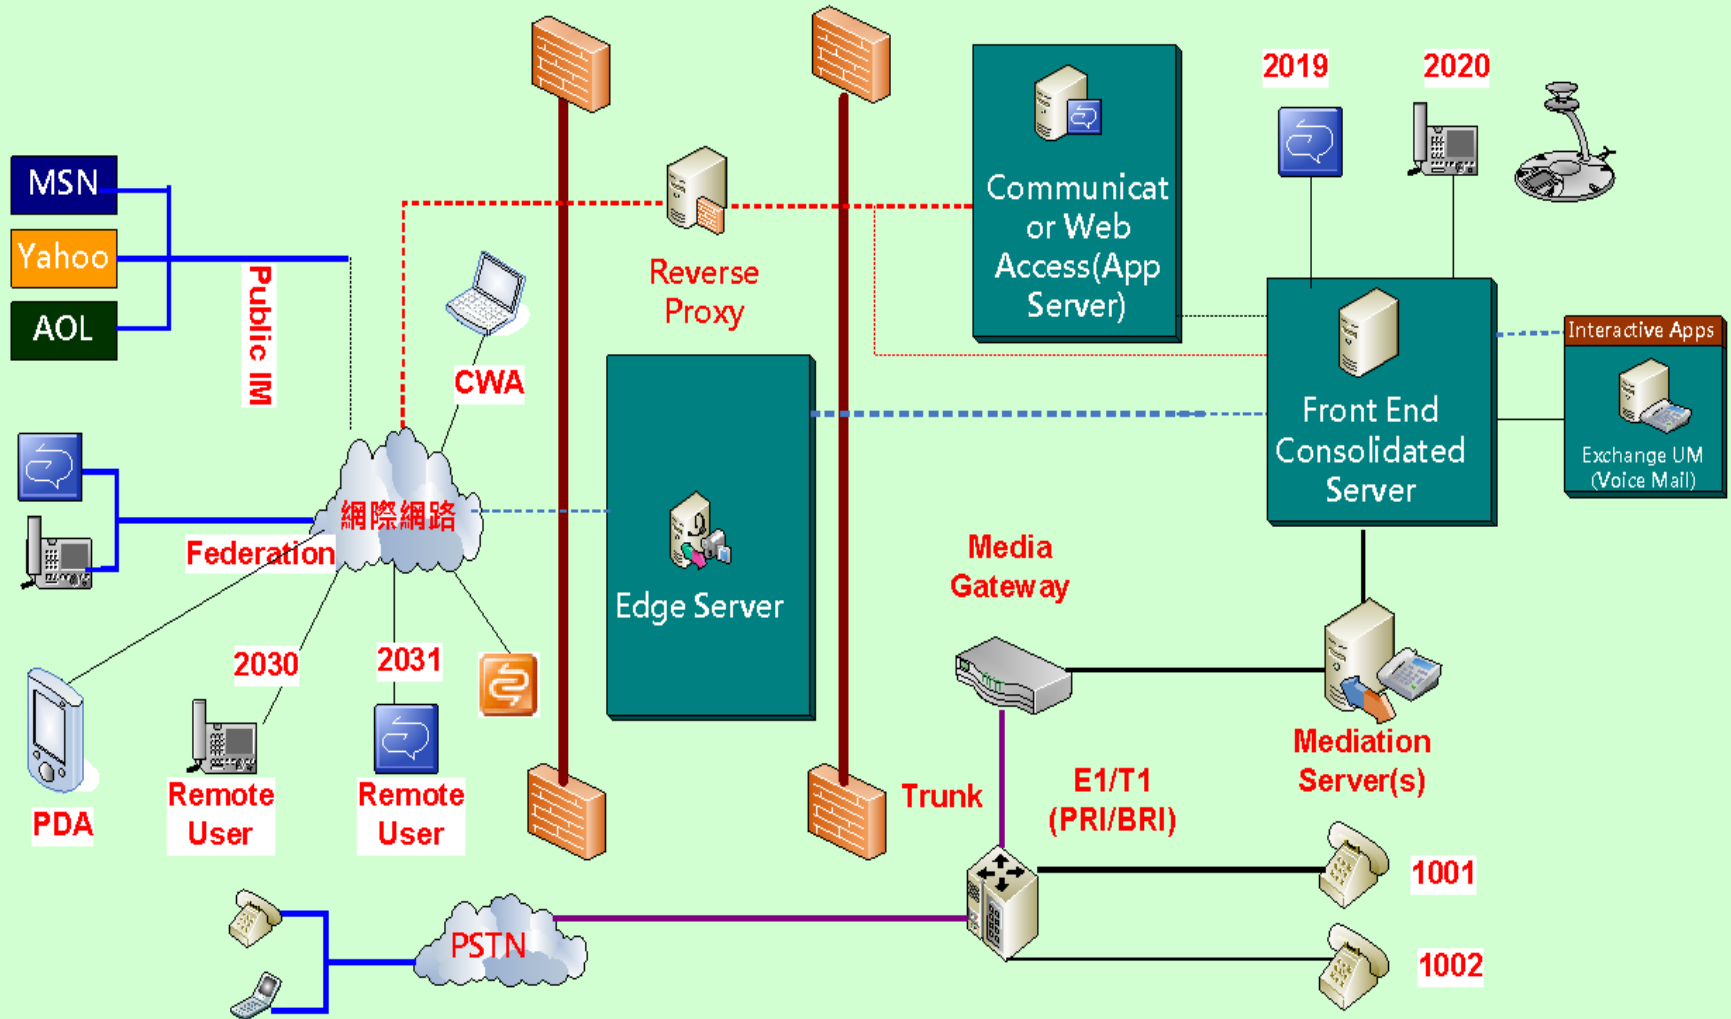 2019
2020
MSN
Yahoo
AOL
Public IM
Reverse
Proxy
Communicat
or Web
Access(App
Server)
CWA
Interactive Apps
Exchange UM
(Voice Mail)
Front End
Consolidated
Server
網際網路
Federation
Edge Server
Media
Gateway
2030
2031
PDA
Remote
User
Remote
User
Mediation
Server(s)
Trunk
E1/T1
(PRI/BRI)
1001
PSTN
1002